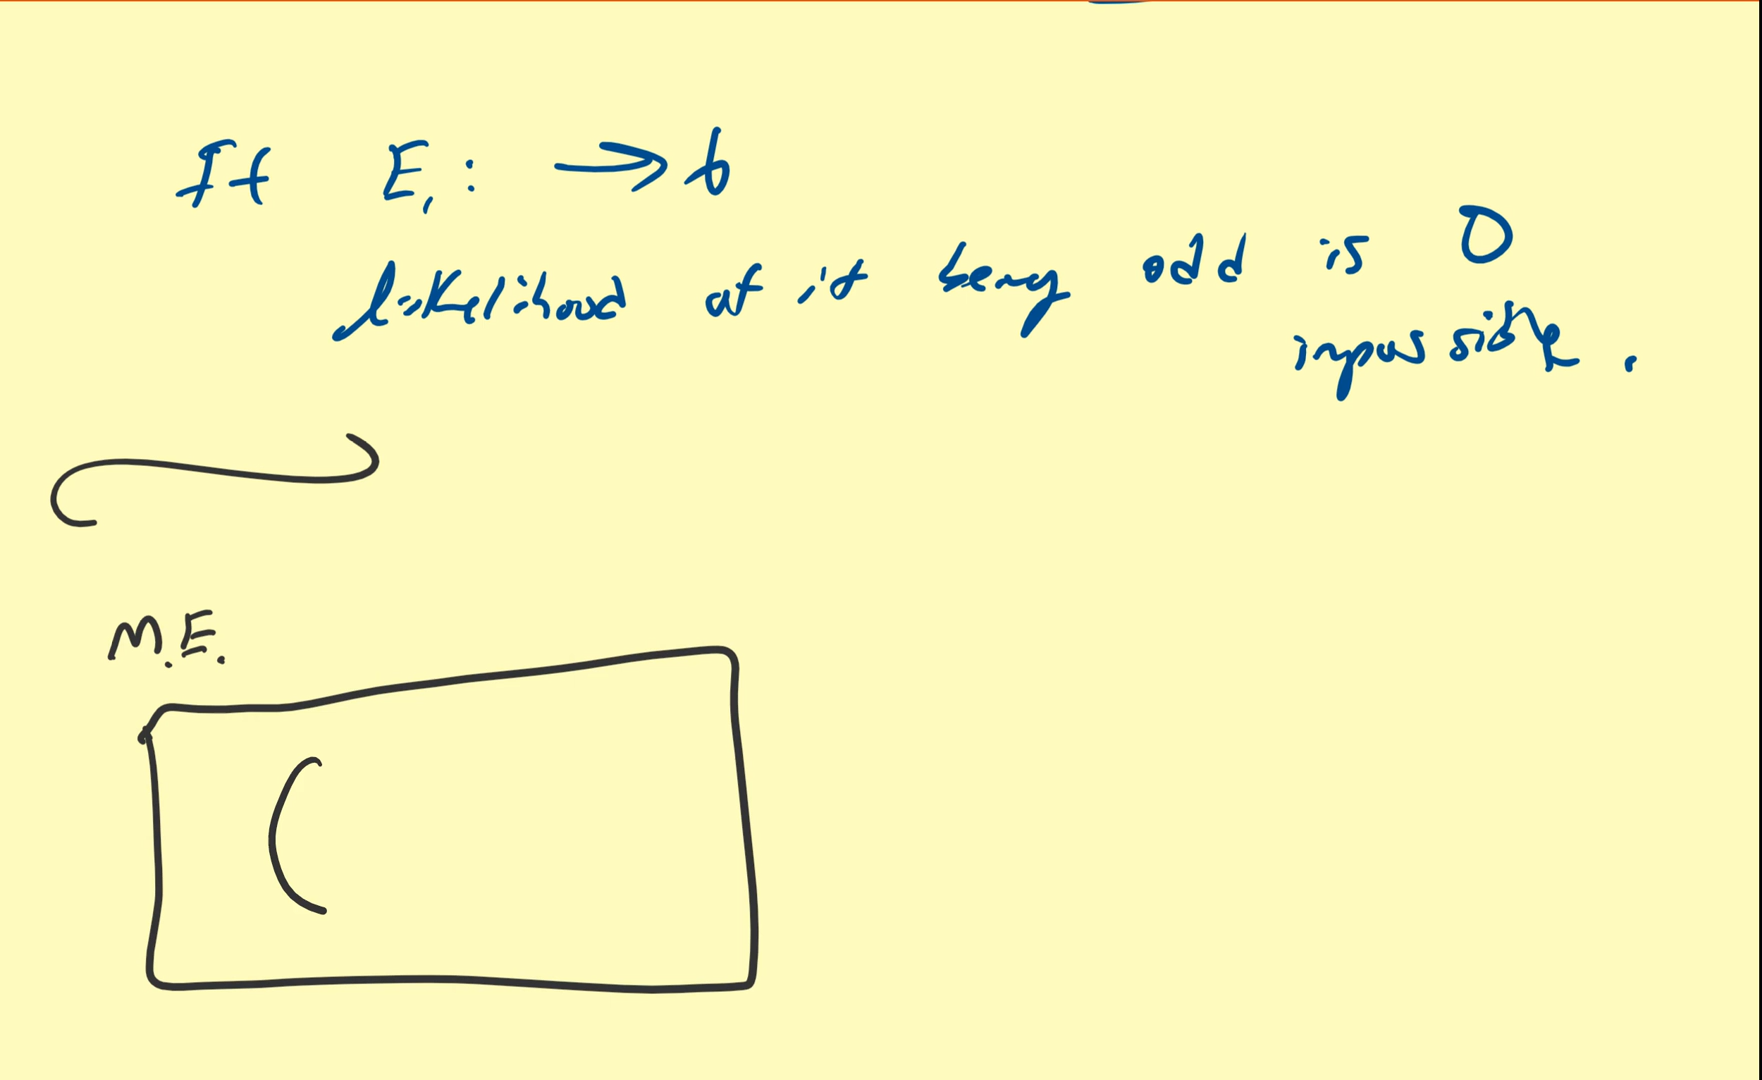 If E₁: → 6
likelihood of it being odd is 0
impossible.
M.E.